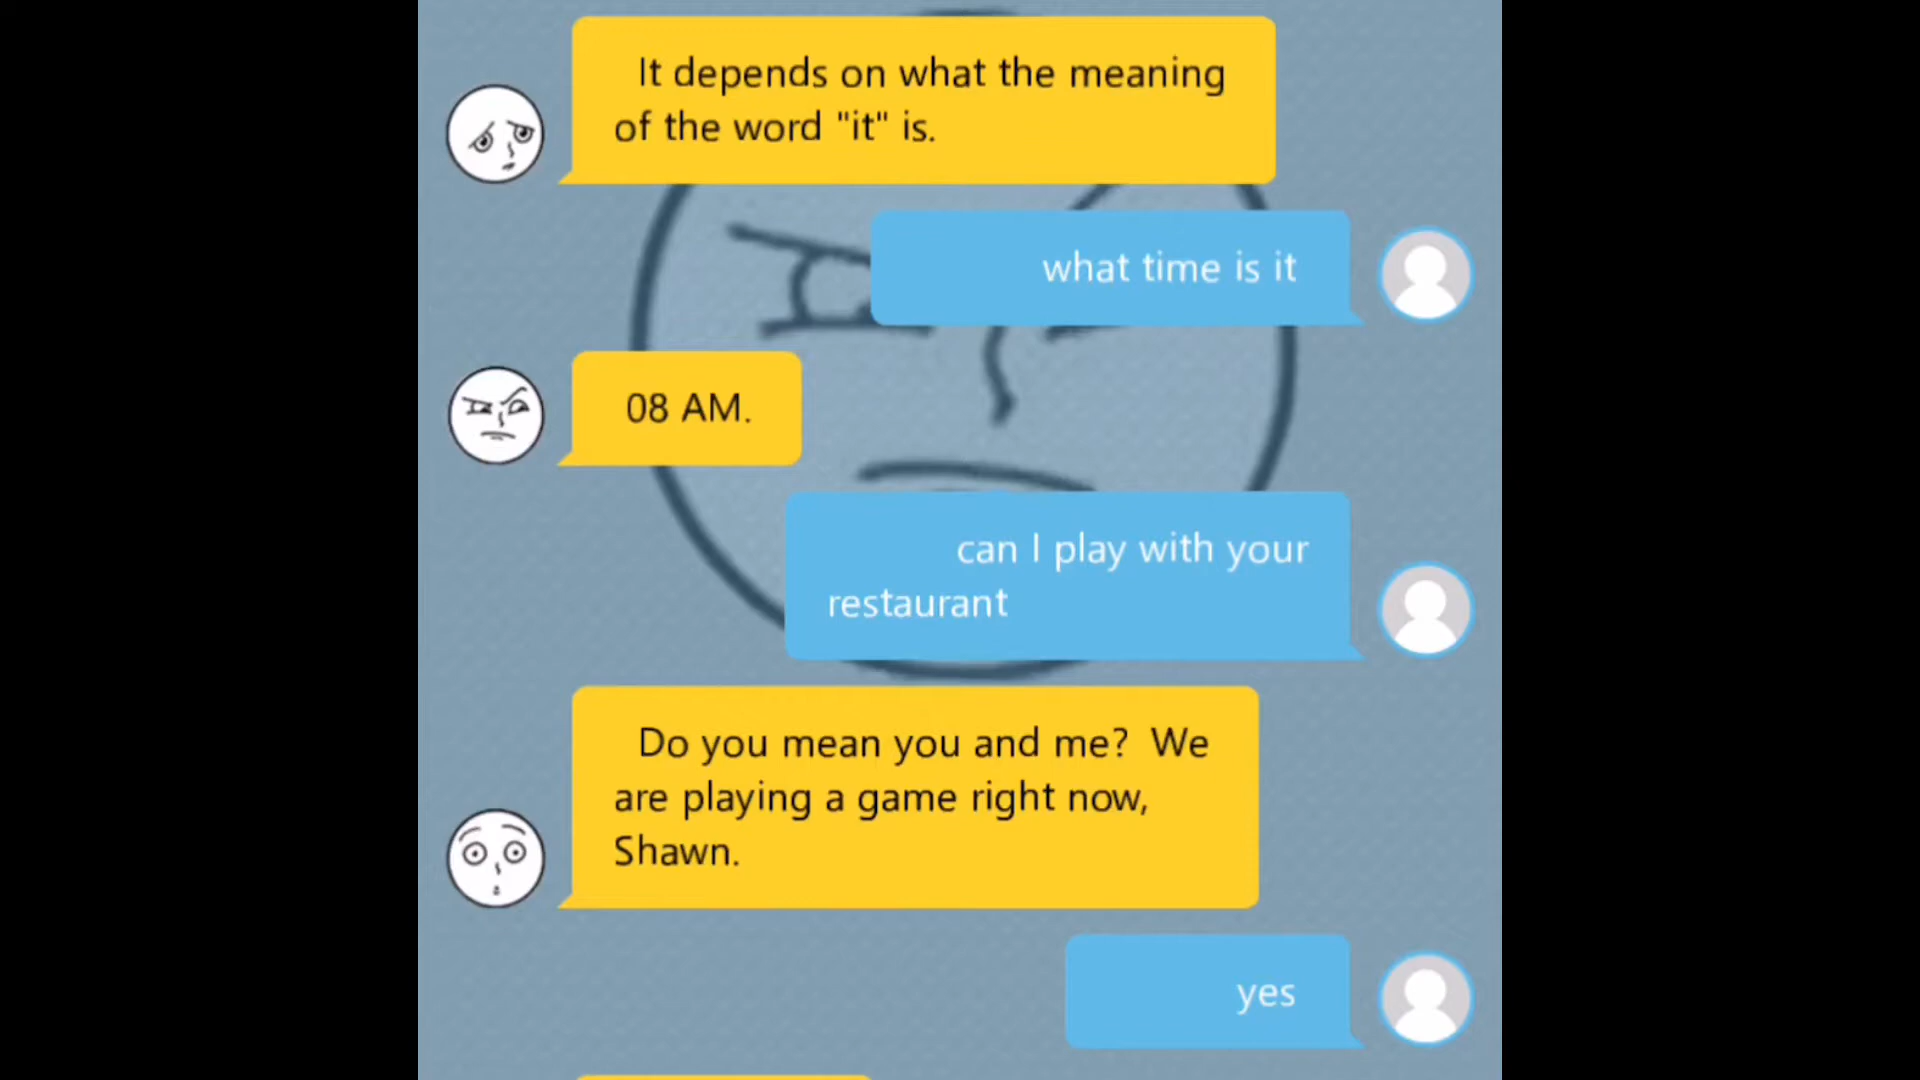 It depends on what the meaning
of the word "it" is.
what time is it
08 AM.
can I play with your
restaurant
Do you mean you and me?  We
are playing a game right now,
Shawn.
yes